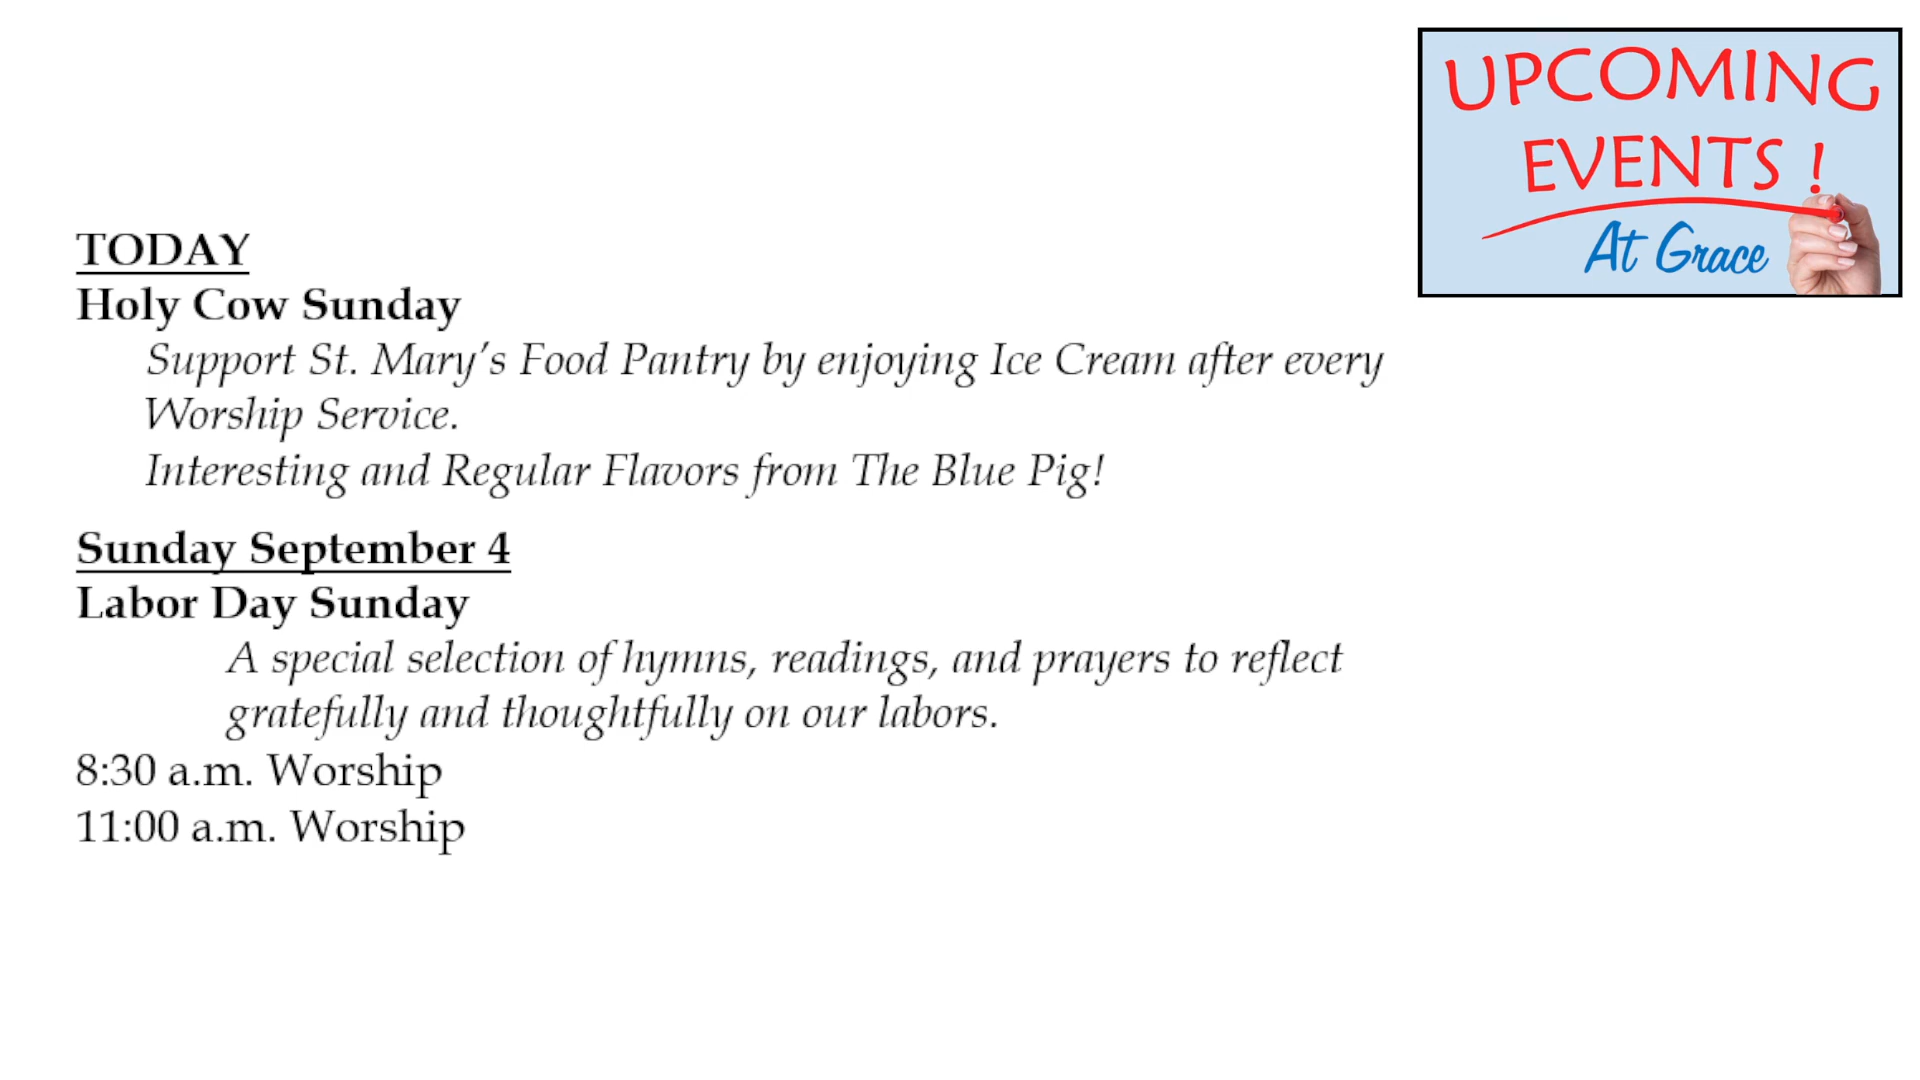 UPCOMING
EVENTS !
At Grace
TODAY
Holy Cow Sunday
Support St. Mary’s Food Pantry by enjoying Ice Cream after every
Worship Service.
Interesting and Regular Flavors from The Blue Pig!
Sunday September 4
Labor Day Sunday
A special selection of hymns, readings, and prayers to reflect
gratefully and thoughtfully on our labors.
8:30 a.m. Worship
11:00 a.m. Worship